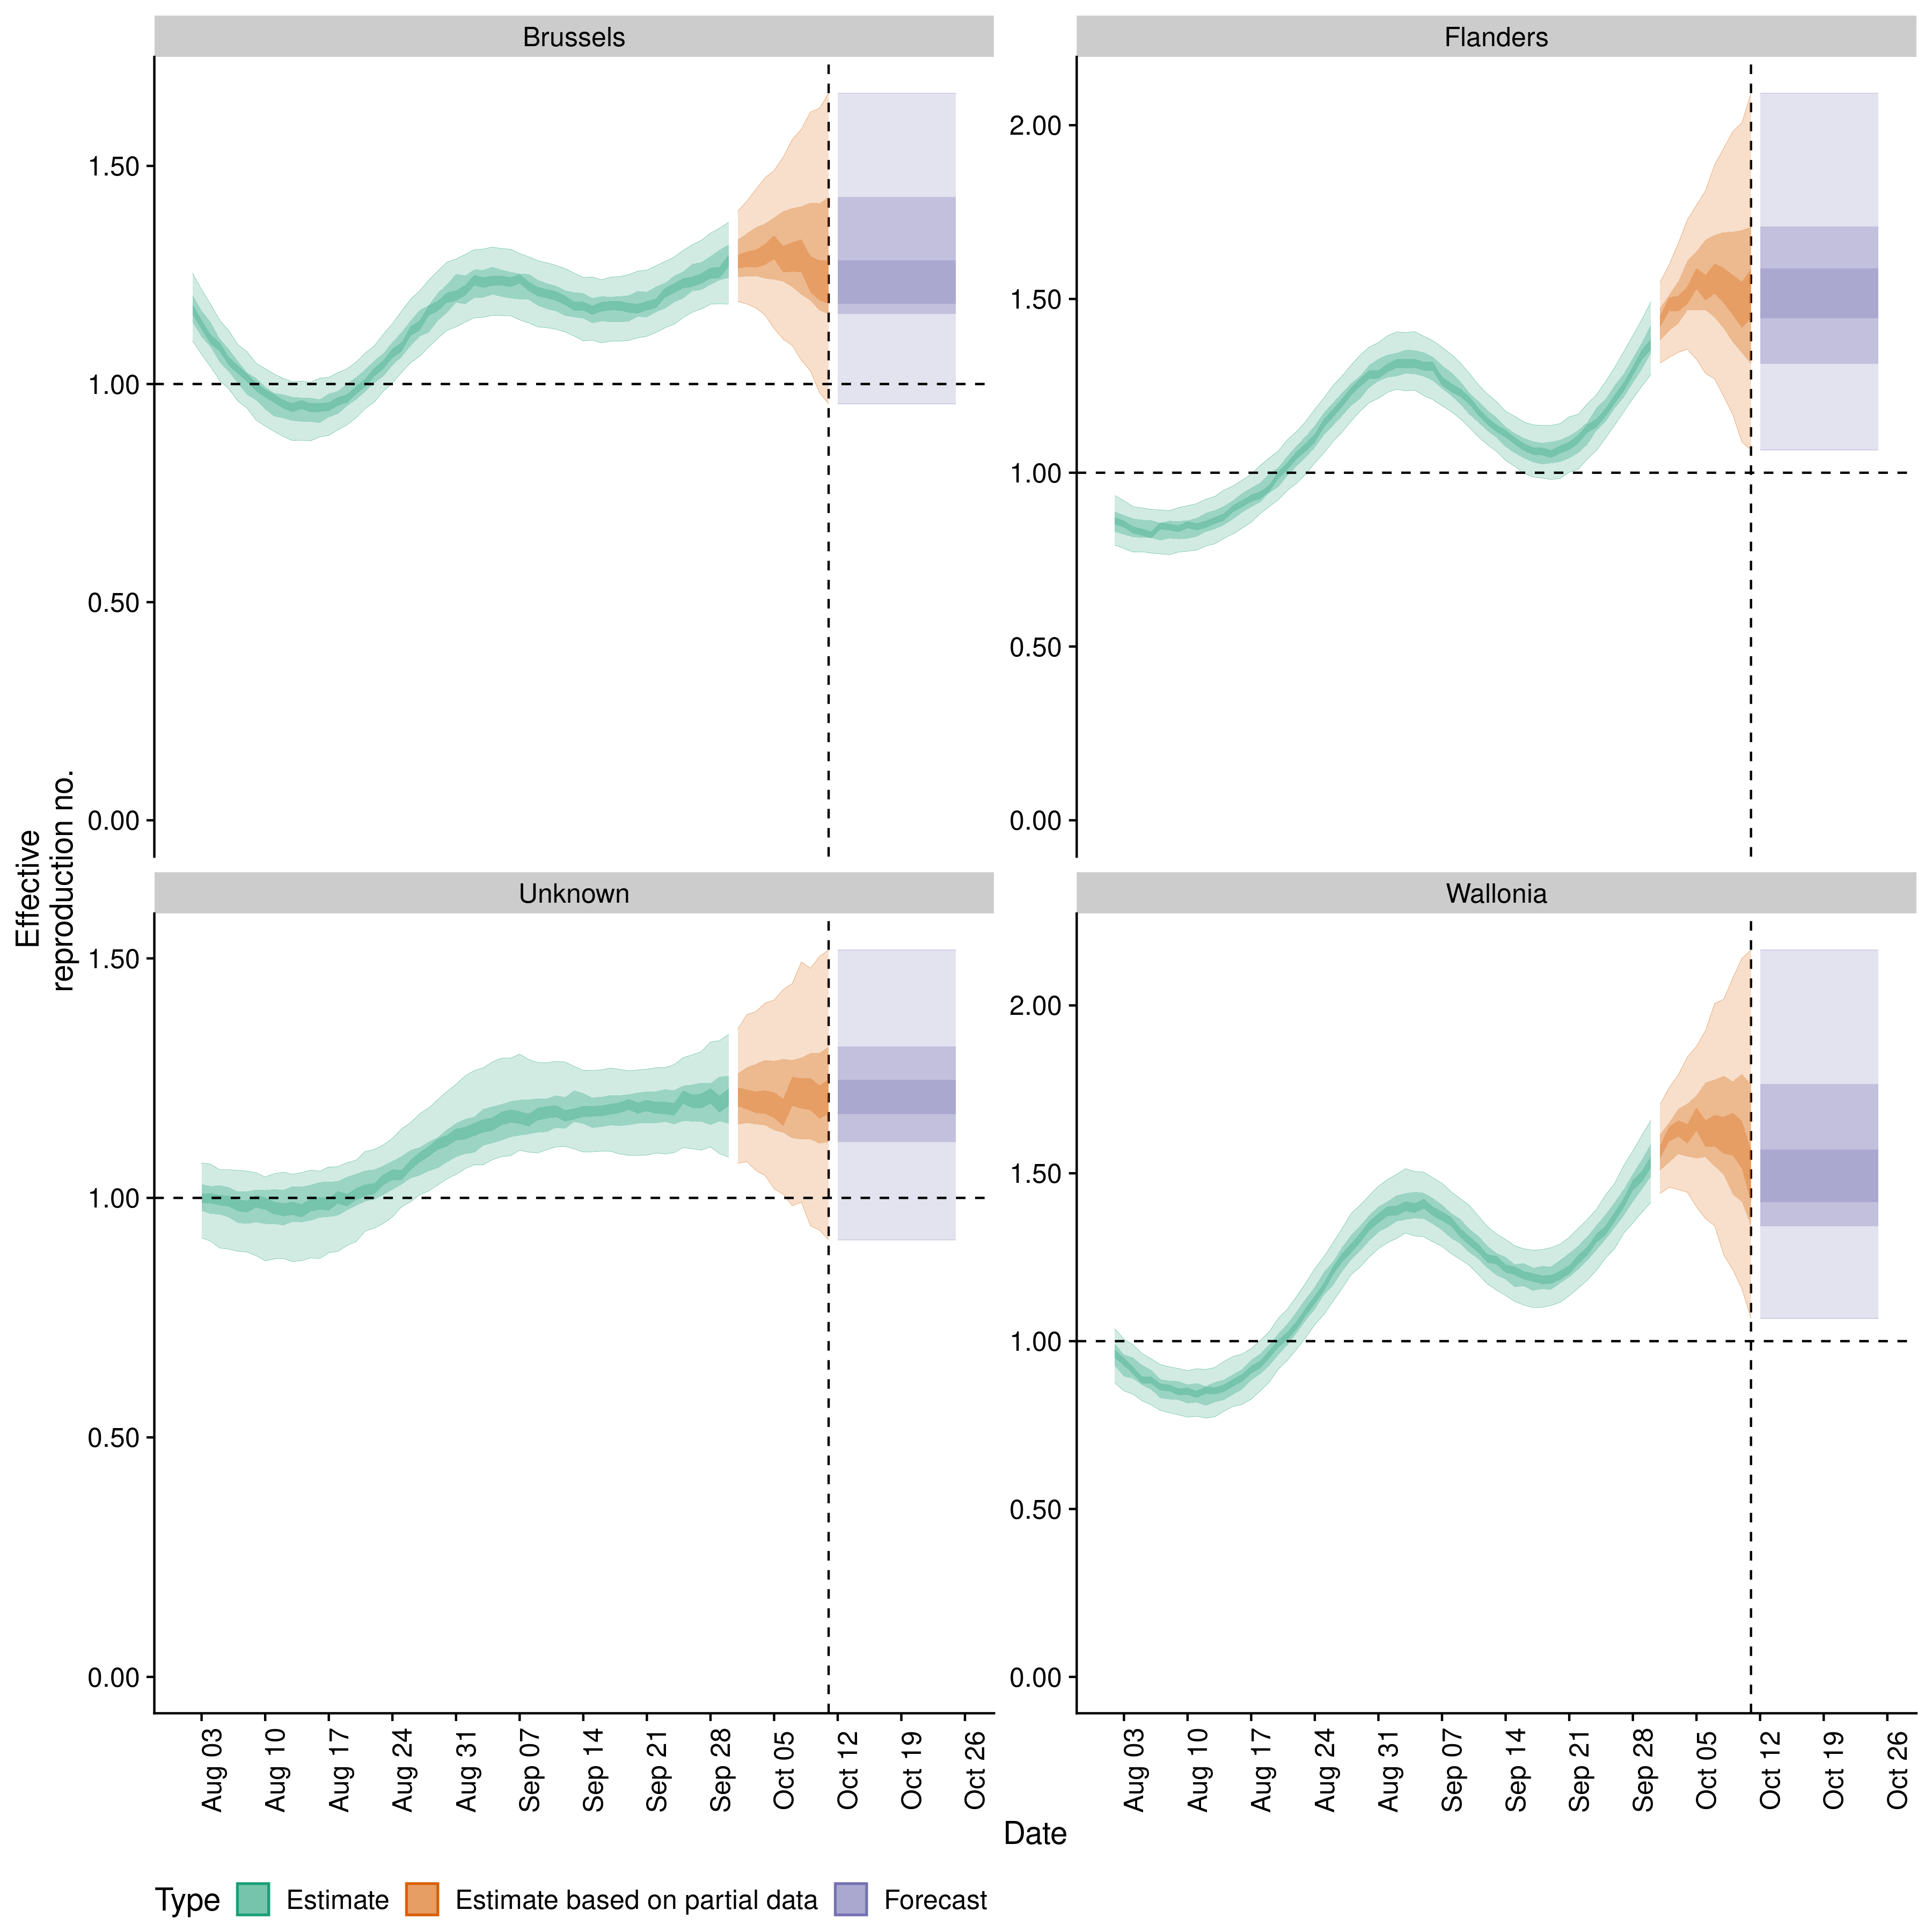 Brussels
Flanders
1.50
1.00
0.50
0.00
2.00
1.50
1.00
0.50
0.00
Effective
reproduction no.
Unknown
Wallonia
1.50
1.00
0.50
0.00
2.00
1.50
1.00
0.50
0.00
Aug 03
Aug 10
Aug 17
Aug 24
Aug 31
Sep 07
Sep 14
Sep 21
Sep 28
Oct 05
Oct 12
Oct 19
Oct 26
Aug 03
Aug 10
Aug 17
Aug 24
Aug 31
Sep 07
Sep 14
Sep 21
Sep 28
Oct 05
Oct 12
Oct 19
Oct 26
Date
Type Estimate Estimate based on partial data Forecast